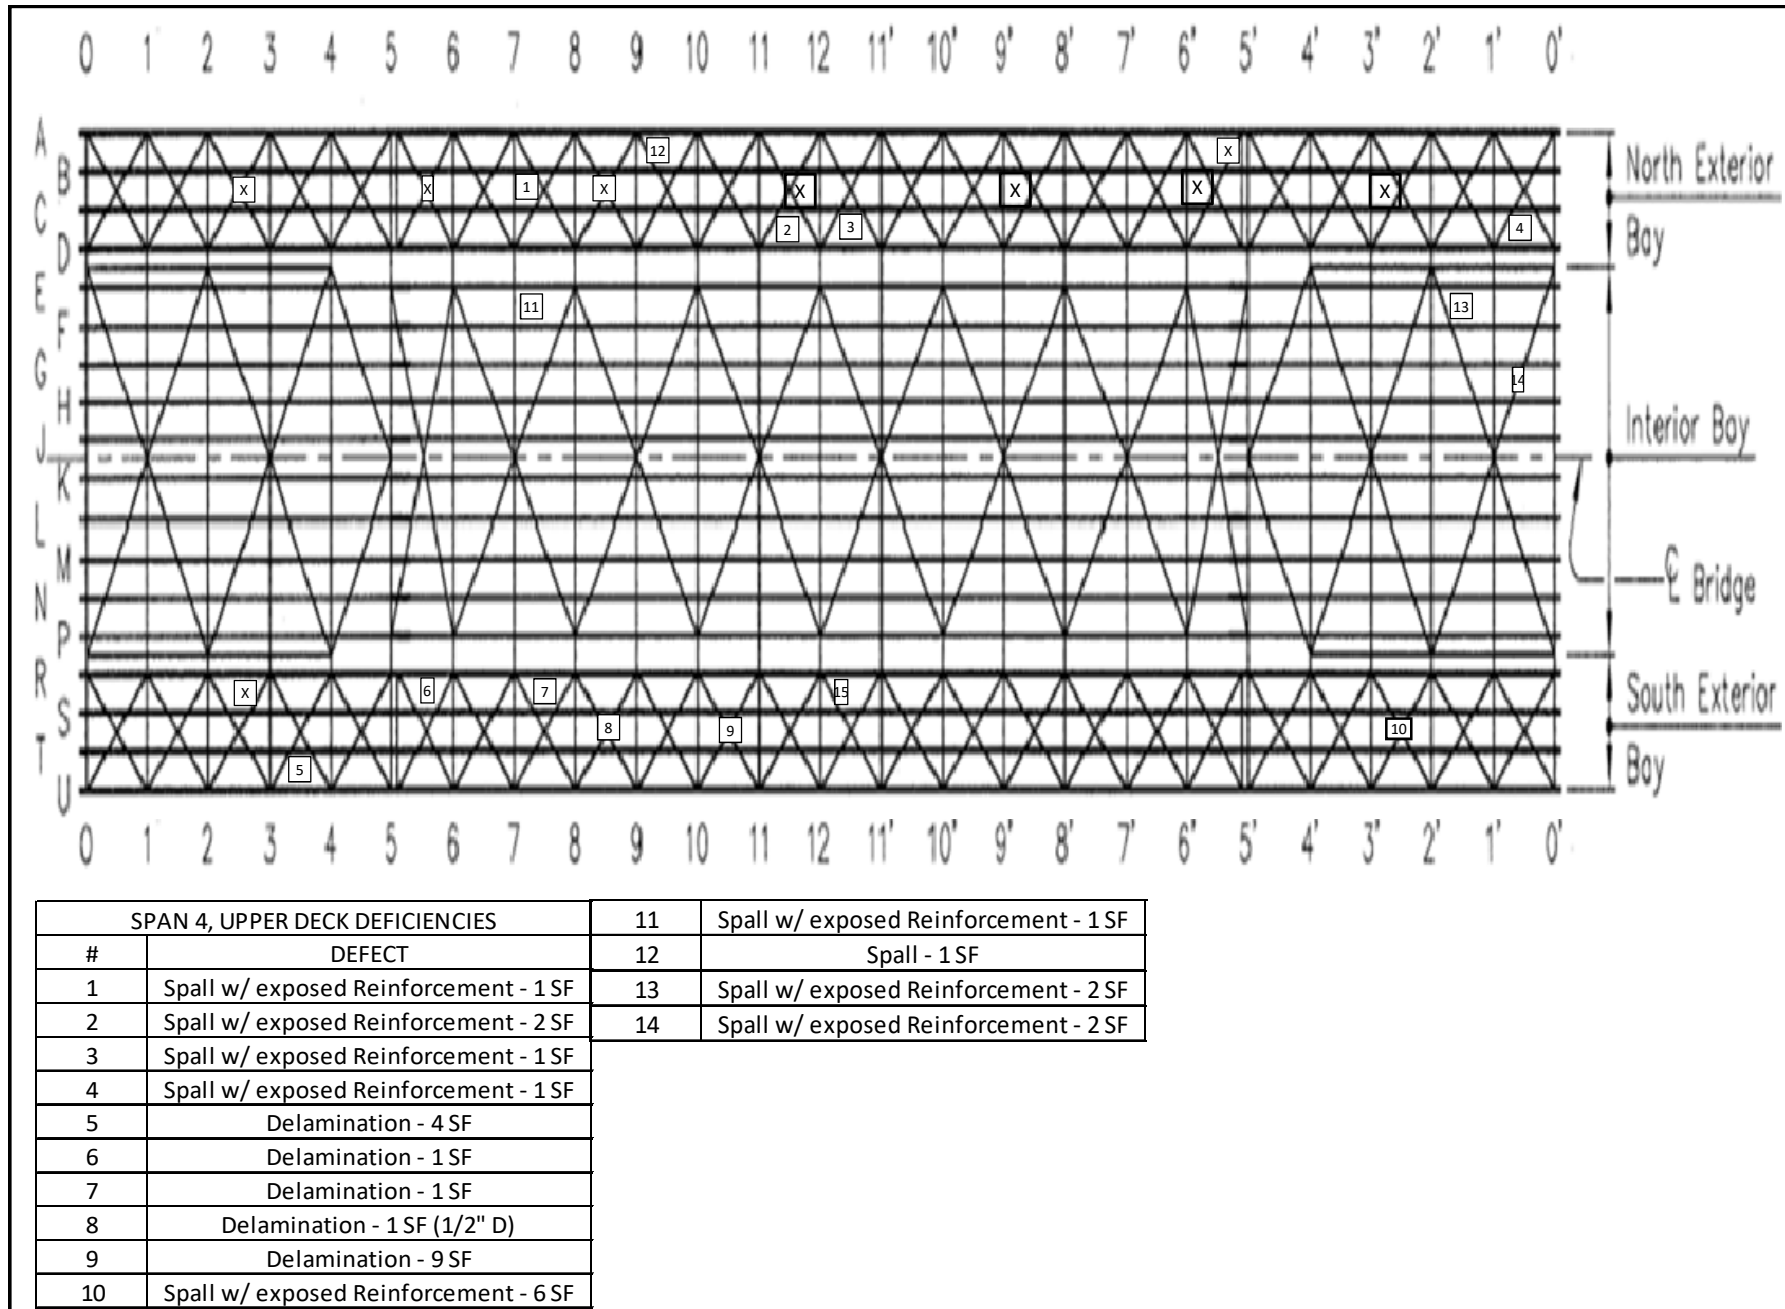 0 1 2 3 4 5 6 7 8 9 10 11 12 11' 10' 9' 8' 7' 6' 5' 4' 3' 2' 1' 0'
A
12 X
B
X X 1 X X X X X
North Exterior
C
2 3 4
Bay
D
E
11 13
F
G
14
H
Interior Bay
J
K
L
M
℄ Bridge
N
P
R
X 6 7 15
South Exterior
S
8 9 10
T
5
Bay
U
0 1 2 3 4 5 6 7 8 9 10 11 12 11' 10' 9' 8' 7' 6' 5' 4' 3' 2' 1' 0'
SPAN 4, UPPER DECK DEFICIENCIES
# DEFECT
1 Spall w/ exposed Reinforcement - 1 SF
2 Spall w/ exposed Reinforcement - 2 SF
3 Spall w/ exposed Reinforcement - 1 SF
4 Spall w/ exposed Reinforcement - 1 SF
5 Delamination - 4 SF
6 Delamination - 1 SF
7 Delamination - 1 SF
8 Delamination - 1 SF (1/2" D)
9 Delamination - 9 SF
10 Spall w/ exposed Reinforcement - 6 SF
11 Spall w/ exposed Reinforcement - 1 SF
12 Spall - 1 SF
13 Spall w/ exposed Reinforcement - 2 SF
14 Spall w/ exposed Reinforcement - 2 SF